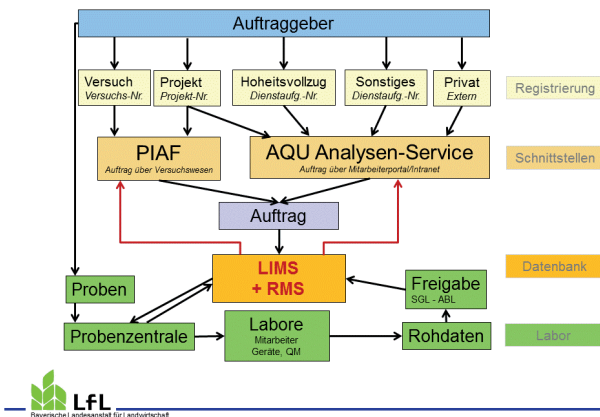 Auftraggeber
Versuch
Versuchs-Nr.
Projekt
Projekt-Nr.
Hoheitsvollzug
Dienstaufg.-Nr.
Sonstiges
Dienstaufg.-Nr.
Privat
Extern
Registrierung
PIAF
Auftrag über Versuchswesen
AQU Analysen-Service
Auftrag über Mitarbeiterportal/Intranet
Schnittstellen
Auftrag
LIMS
+ RMS
Datenbank
Proben
Freigabe
SGL - ABL
Probenzentrale
Labore
Mitarbeiter
Geräte, QM
Rohdaten
Labor
LfL
Bayerische Landesanstalt für Landwirtschaft